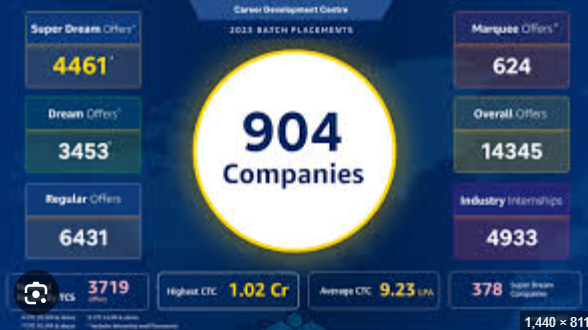 Career Development Centre
2023 BATCH PLACEMENTS
Super Dream Offers*
4461*
Dream Offers*
3453*
Regular Offers
6431
904
Companies
Marquee Offers*
624
Overall Offers
14345
Industry Internships
4933
TCS
3719
offers
Highest CTC
1.02 Cr
Average CTC
9.23 LPA
378
Super Dream
Companies
1,440 × 81